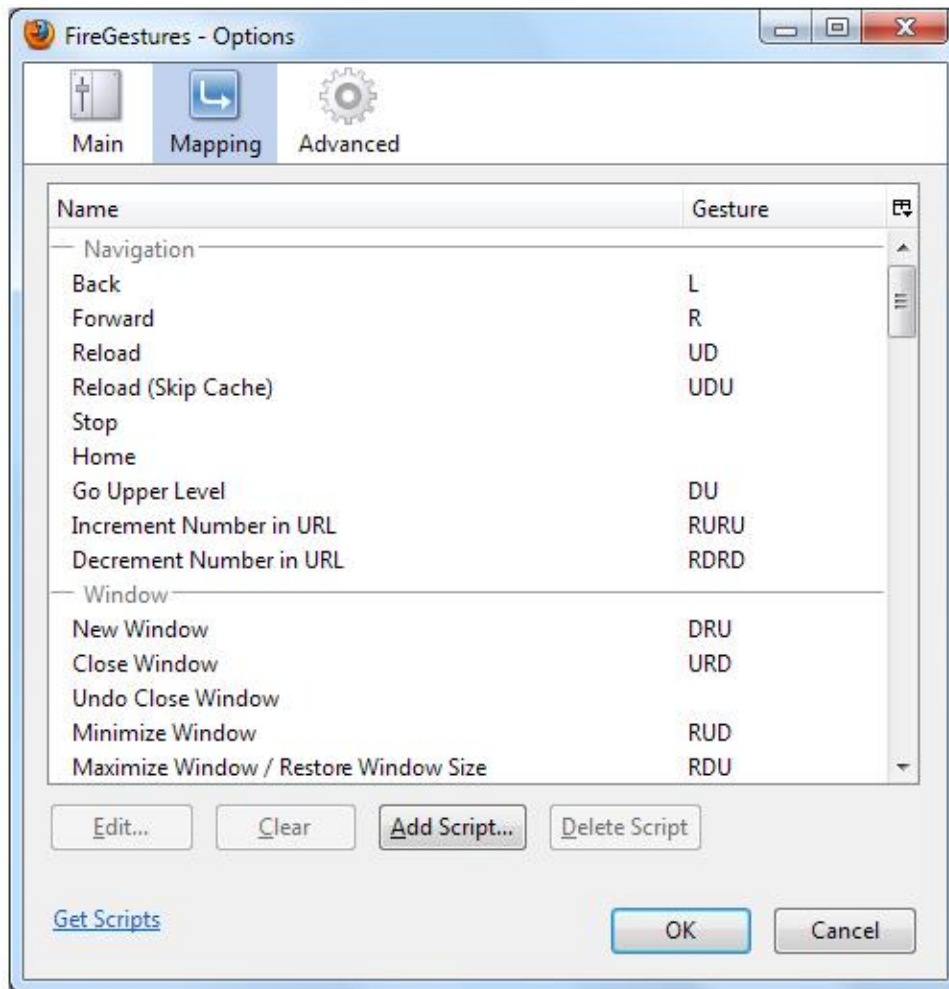 FireGestures - Options
Main Mapping Advanced
Name Gesture
Navigation
Back L
Forward R
Reload UD
Reload (Skip Cache) UDU
Stop
Home
Go Upper Level DU
Increment Number in URL RURU
Decrement Number in URL RDRD
Window
New Window DRU
Close Window URD
Undo Close Window
Minimize Window RUD
Maximize Window / Restore Window Size RDU
Edit... Clear Add Script... Delete Script
Get Scripts OK Cancel